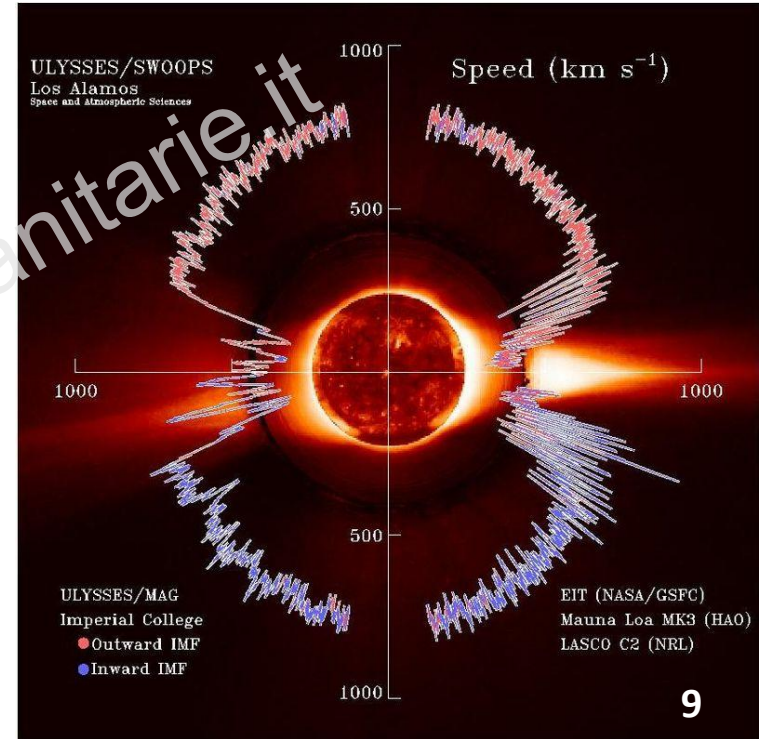 ULYSSES/SWOOPS
Los Alamos
Space and Atmospheric Sciences
Speed (km s⁻¹)
1000
500
1000
1000
500
1000
ULYSSES/MAG
Imperial College
Outward IMF
Inward IMF
EIT (NASA/GSFC)
Mauna Loa MK3 (HAO)
LASCO C2 (NRL)
9
anitarie.it